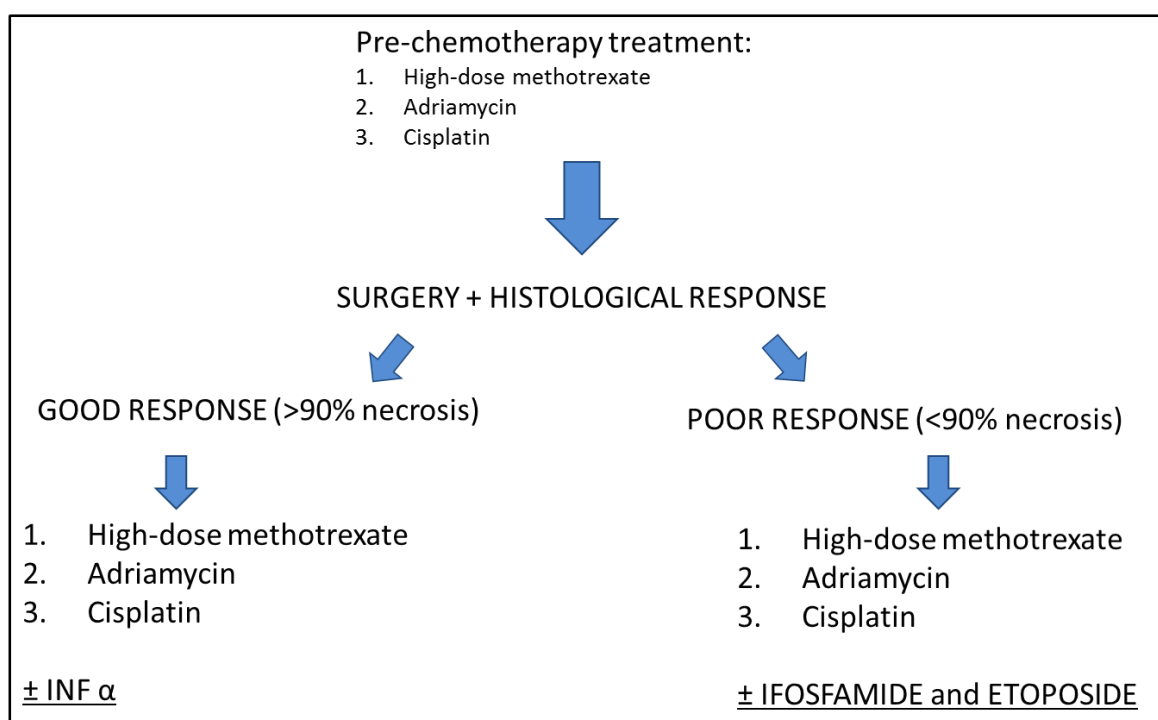 Pre-chemotherapy treatment:
1. High-dose methotrexate
2. Adriamycin
3. Cisplatin
SURGERY + HISTOLOGICAL RESPONSE
GOOD RESPONSE (>90% necrosis)
1. High-dose methotrexate
2. Adriamycin
3. Cisplatin
± INF α
POOR RESPONSE (<90% necrosis)
1. High-dose methotrexate
2. Adriamycin
3. Cisplatin
± IFOSFAMIDE and ETOPOSIDE